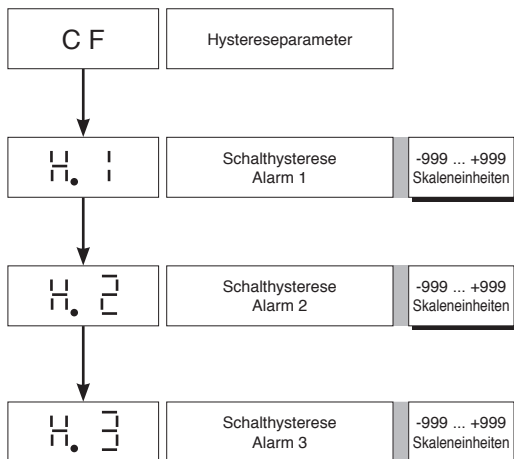 C F
Hystereseparameter
H. 1
Schalthysterese
Alarm 1
-999 ... +999
Skaleneinheiten
H. 2
Schalthysterese
Alarm 2
-999 ... +999
Skaleneinheiten
H. 3
Schalthysterese
Alarm 3
-999 ... +999
Skaleneinheiten